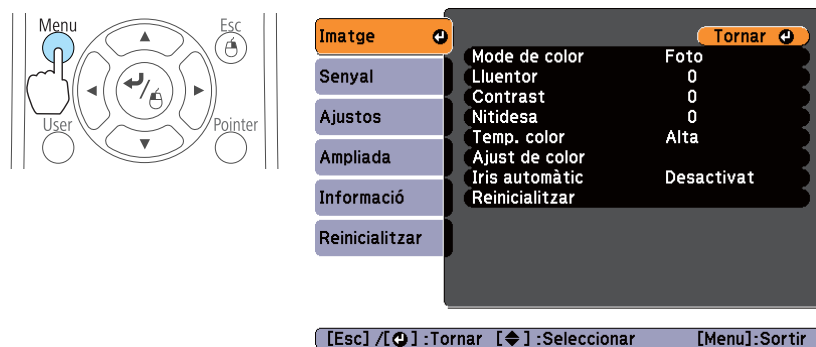 Menu
Esc
User
Pointer
Imatge
Senyal
Ajustos
Ampliada
Informació
Reinicialitzar
Tornar
Mode de color Foto
Lluentor 0
Contrast 0
Nitidesa 0
Temp. color Alta
Ajust de color
Iris automàtic Desactivat
Reinicialitzar
[Esc] /[ ] :Tornar [ ] :Seleccionar [Menu]:Sortir